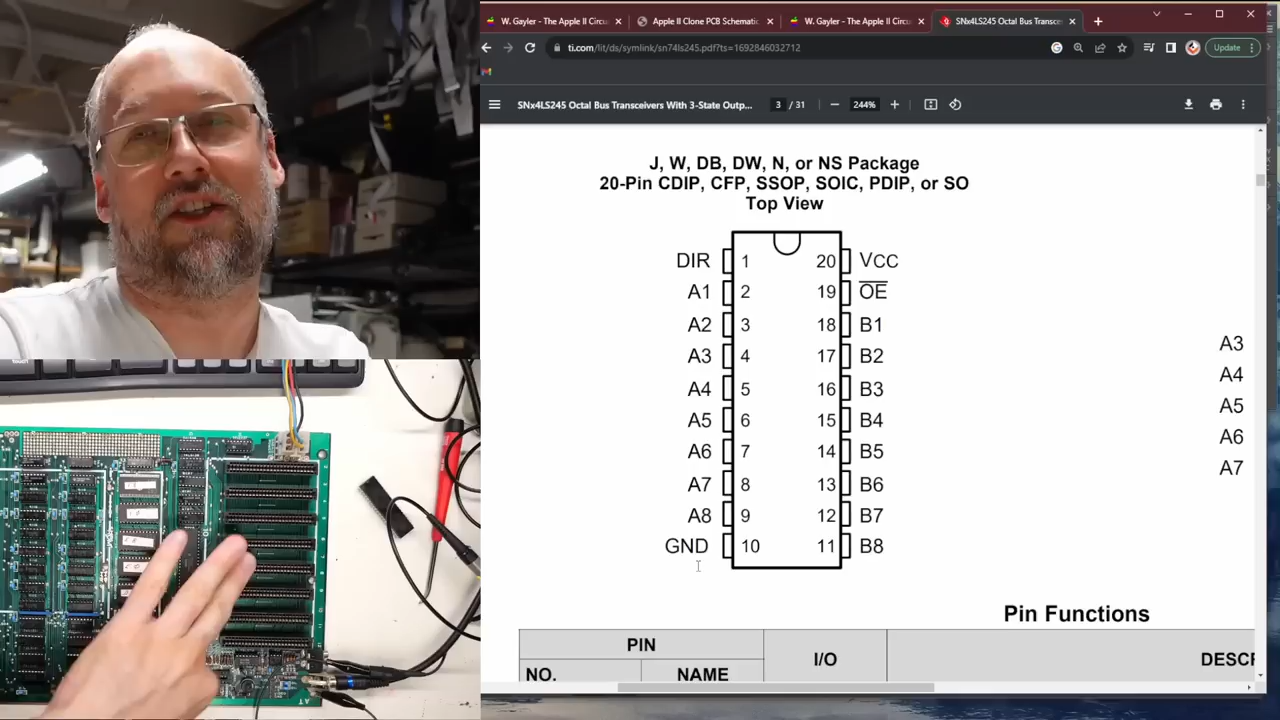 W. Gayler - The Apple II Circu
Apple II Clone PCB Schematic
W. Gayler - The Apple II Circu
SNx4LS245 Octal Bus Transceive
ti.com/lit/ds/symlink/sn74ls245.pdf?ts=1692846032712
Update
SNx4LS245 Octal Bus Transceivers With 3-State Outp...
3 / 31
244%
J, W, DB, DW, N, or NS Package
20-Pin CDIP, CFP, SSOP, SOIC, PDIP, or SO
Top View
DIR 1 20 VCC
A1 2 19 OE
A2 3 18 B1
A3 4 17 B2
A4 5 16 B3
A5 6 15 B4
A6 7 14 B5
A7 8 13 B6
A8 9 12 B7
GND 10 11 B8
A3
A4
A5
A6
A7
Pin Functions
PIN
I/O
DESCR
NO.
NAME